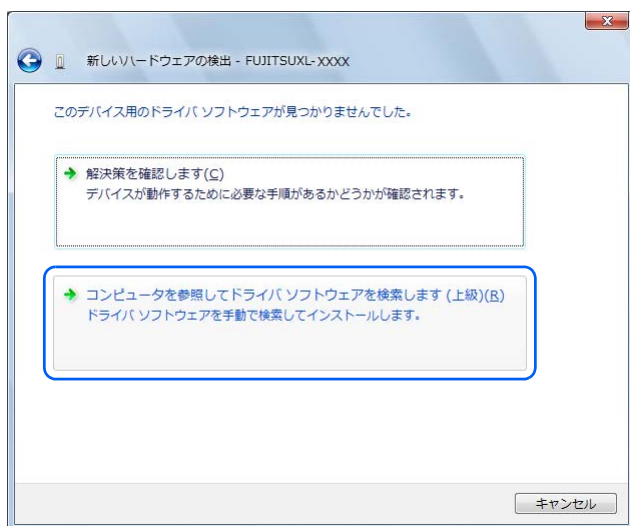 新しいハードウェアの検出 - FUJITSUXL-XXXX
このデバイス用のドライバ ソフトウェアが見つかりませんでした。
解決策を確認します(C)
デバイスが動作するために必要な手順があるかどうかが確認されます。
コンピュータを参照してドライバ ソフトウェアを検索します (上級)(R)
ドライバ ソフトウェアを手動で検索してインストールします。
キャンセル